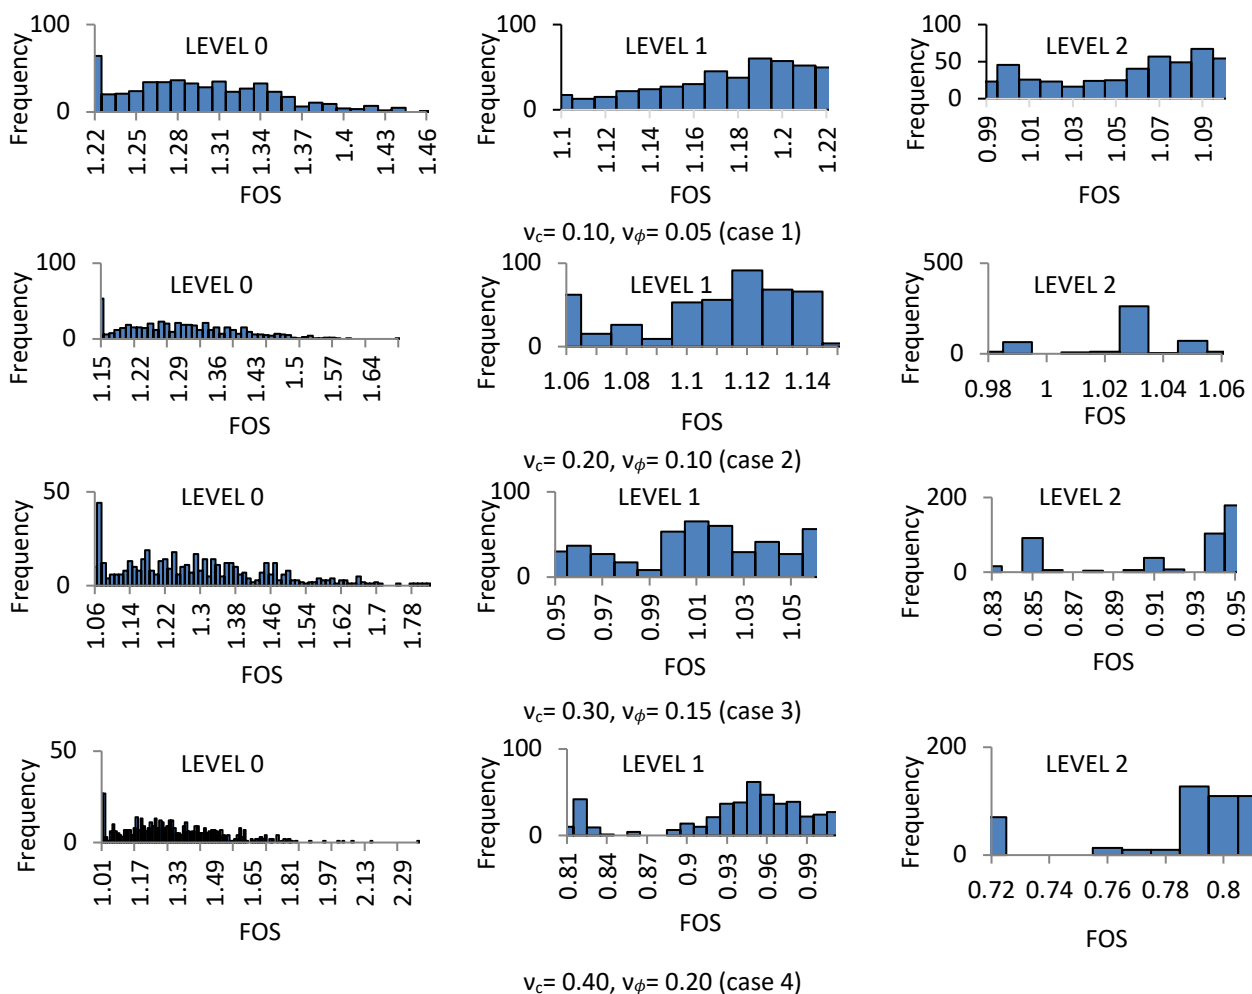 Frequency
100
0
LEVEL 0
1.22
1.25
1.28
1.31
1.34
1.37
1.4
1.43
1.46
FOS
Frequency
100
50
0
LEVEL 1
1.1
1.12
1.14
1.16
1.18
1.2
1.22
FOS
Frequency
100
50
0
LEVEL 2
0.99
1.01
1.03
1.05
1.07
1.09
FOS
νc= 0.10, νϕ= 0.05 (case 1)
Frequency
100
0
LEVEL 0
1.15
1.22
1.29
1.36
1.43
1.5
1.57
1.64
FOS
Frequency
100
0
LEVEL 1
1.06
1.08
1.1
1.12
1.14
FOS
Frequency
500
0
LEVEL 2
0.98
1
1.02
1.04
1.06
FOS
νc= 0.20, νϕ= 0.10 (case 2)
Frequency
50
0
LEVEL 0
1.06
1.14
1.22
1.3
1.38
1.46
1.54
1.62
1.7
1.78
FOS
Frequency
100
0
LEVEL 1
0.95
0.97
0.99
1.01
1.03
1.05
FOS
Frequency
200
0
LEVEL 2
0.83
0.85
0.87
0.89
0.91
0.93
0.95
FOS
νc= 0.30, νϕ= 0.15 (case 3)
Frequency
50
0
LEVEL 0
1.01
1.17
1.33
1.49
1.65
1.81
1.97
2.13
2.29
FOS
Frequency
100
0
LEVEL 1
0.81
0.84
0.87
0.9
0.93
0.96
0.99
FOS
Frequency
200
0
LEVEL 2
0.72
0.74
0.76
0.78
0.8
FOS
νc= 0.40, νϕ= 0.20 (case 4)